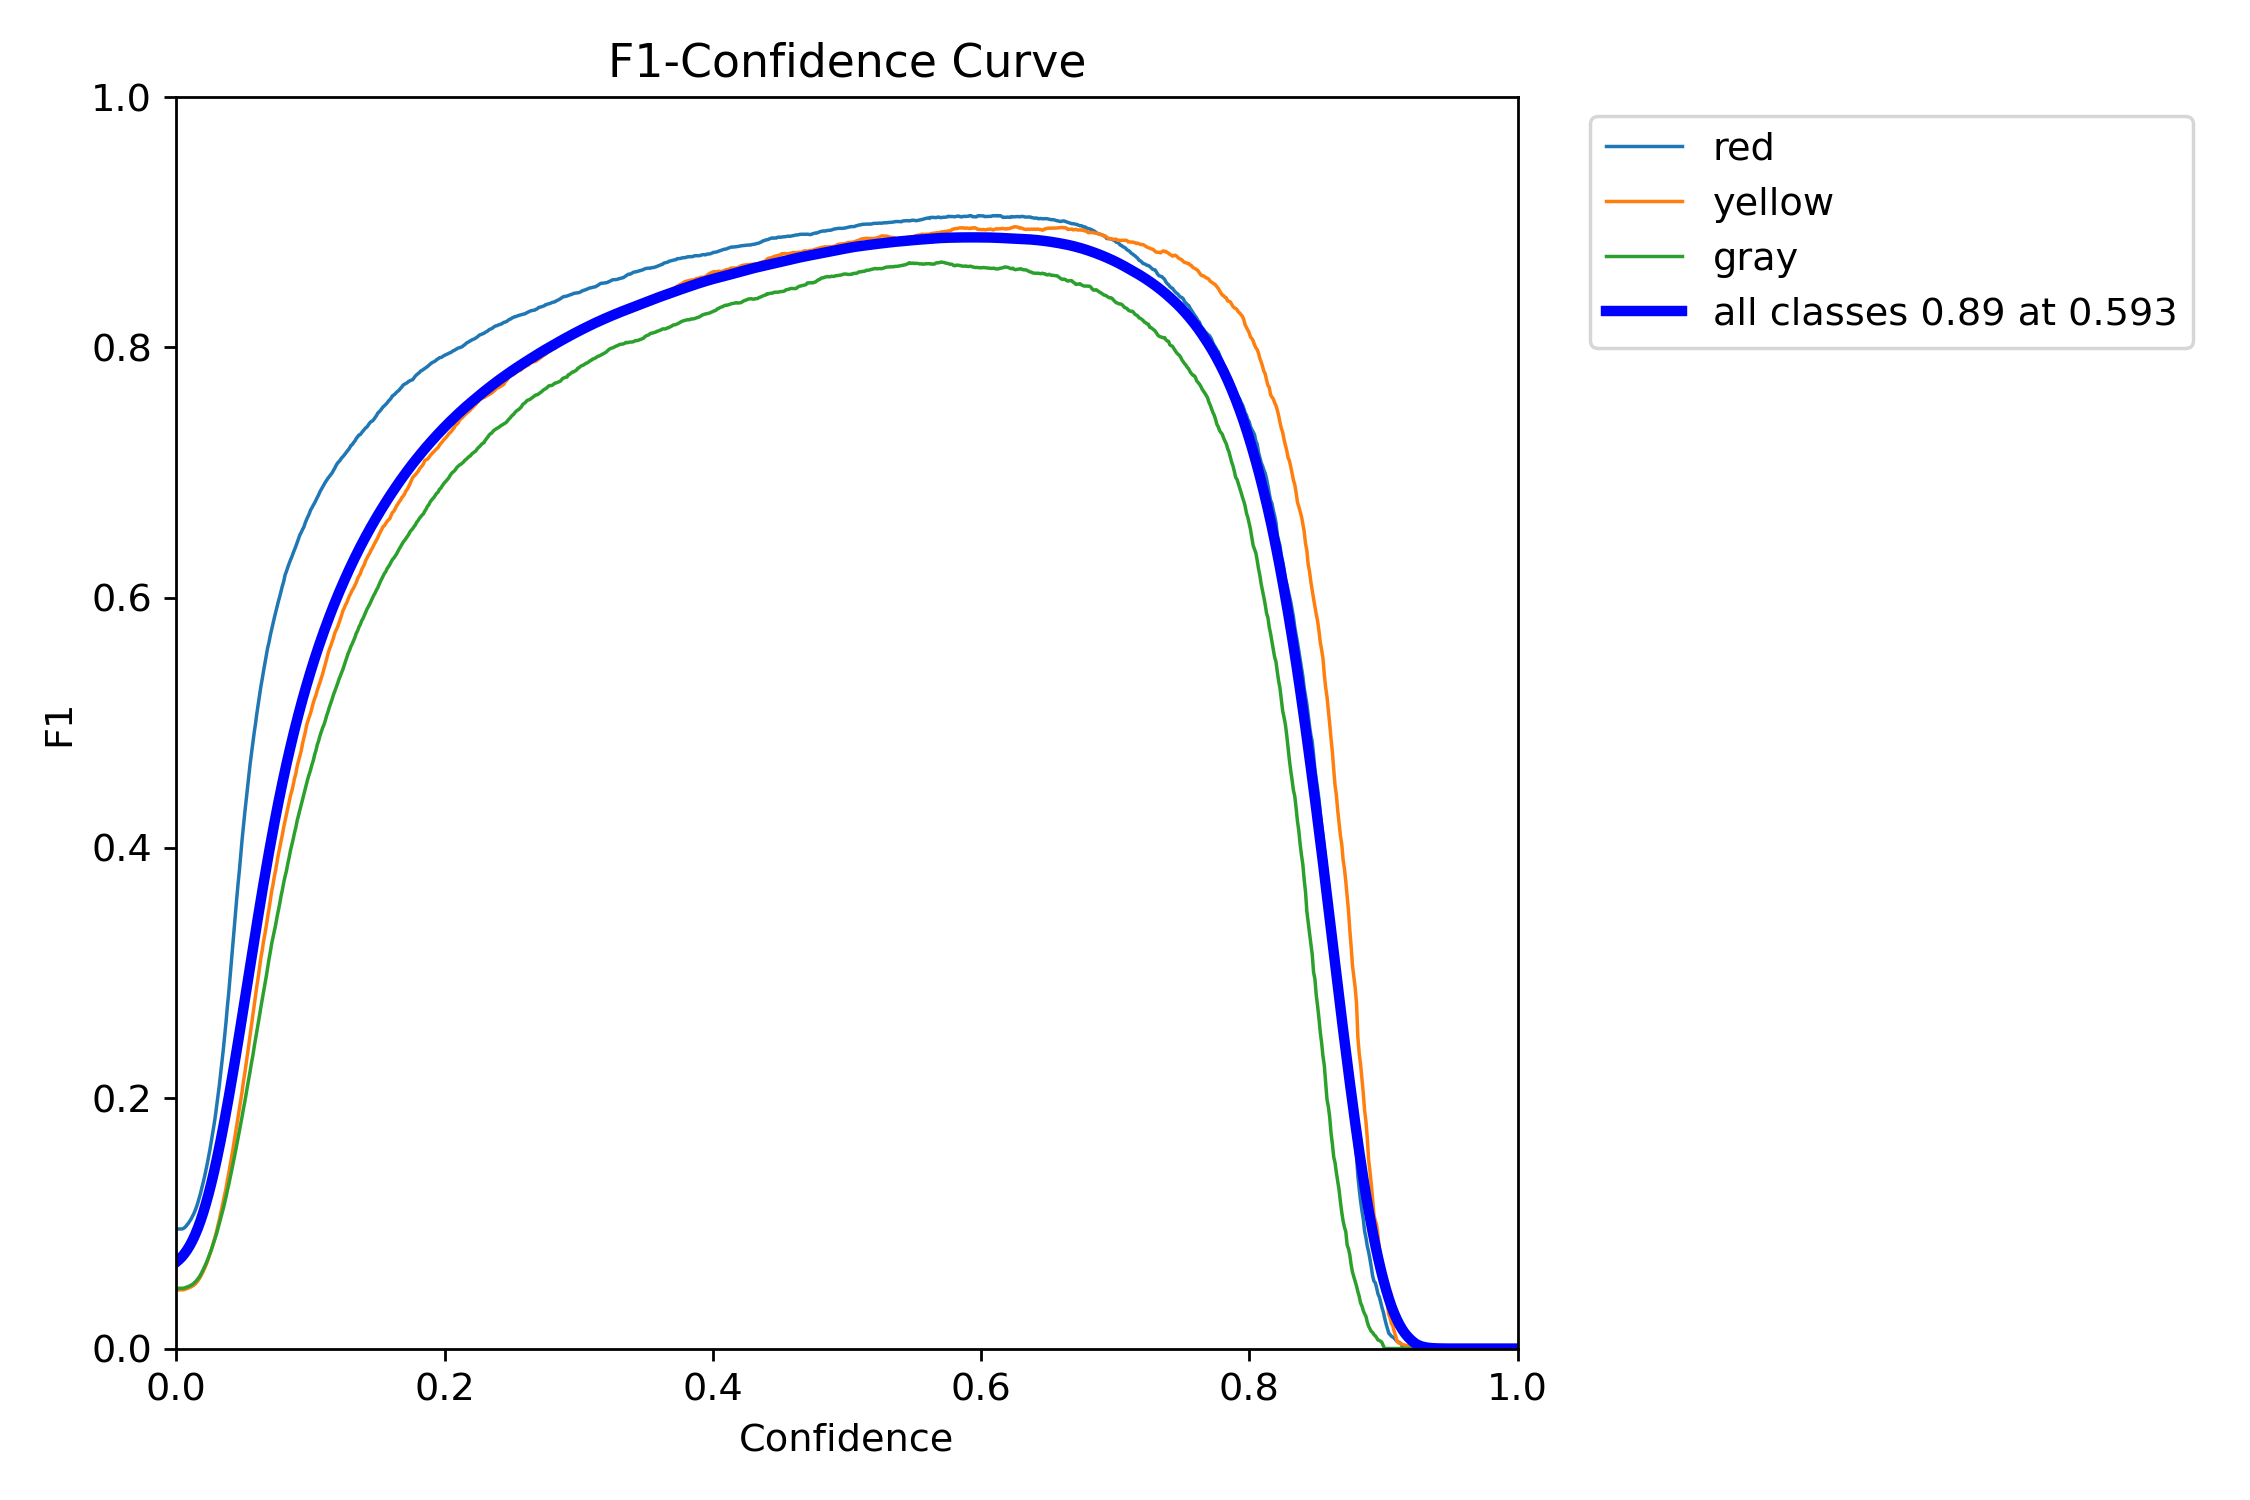 F1-Confidence Curve
1.0
0.8
0.6
0.4
0.2
0.0
F1
0.0 0.2 0.4 0.6 0.8 1.0
Confidence
red
yellow
gray
all classes 0.89 at 0.593